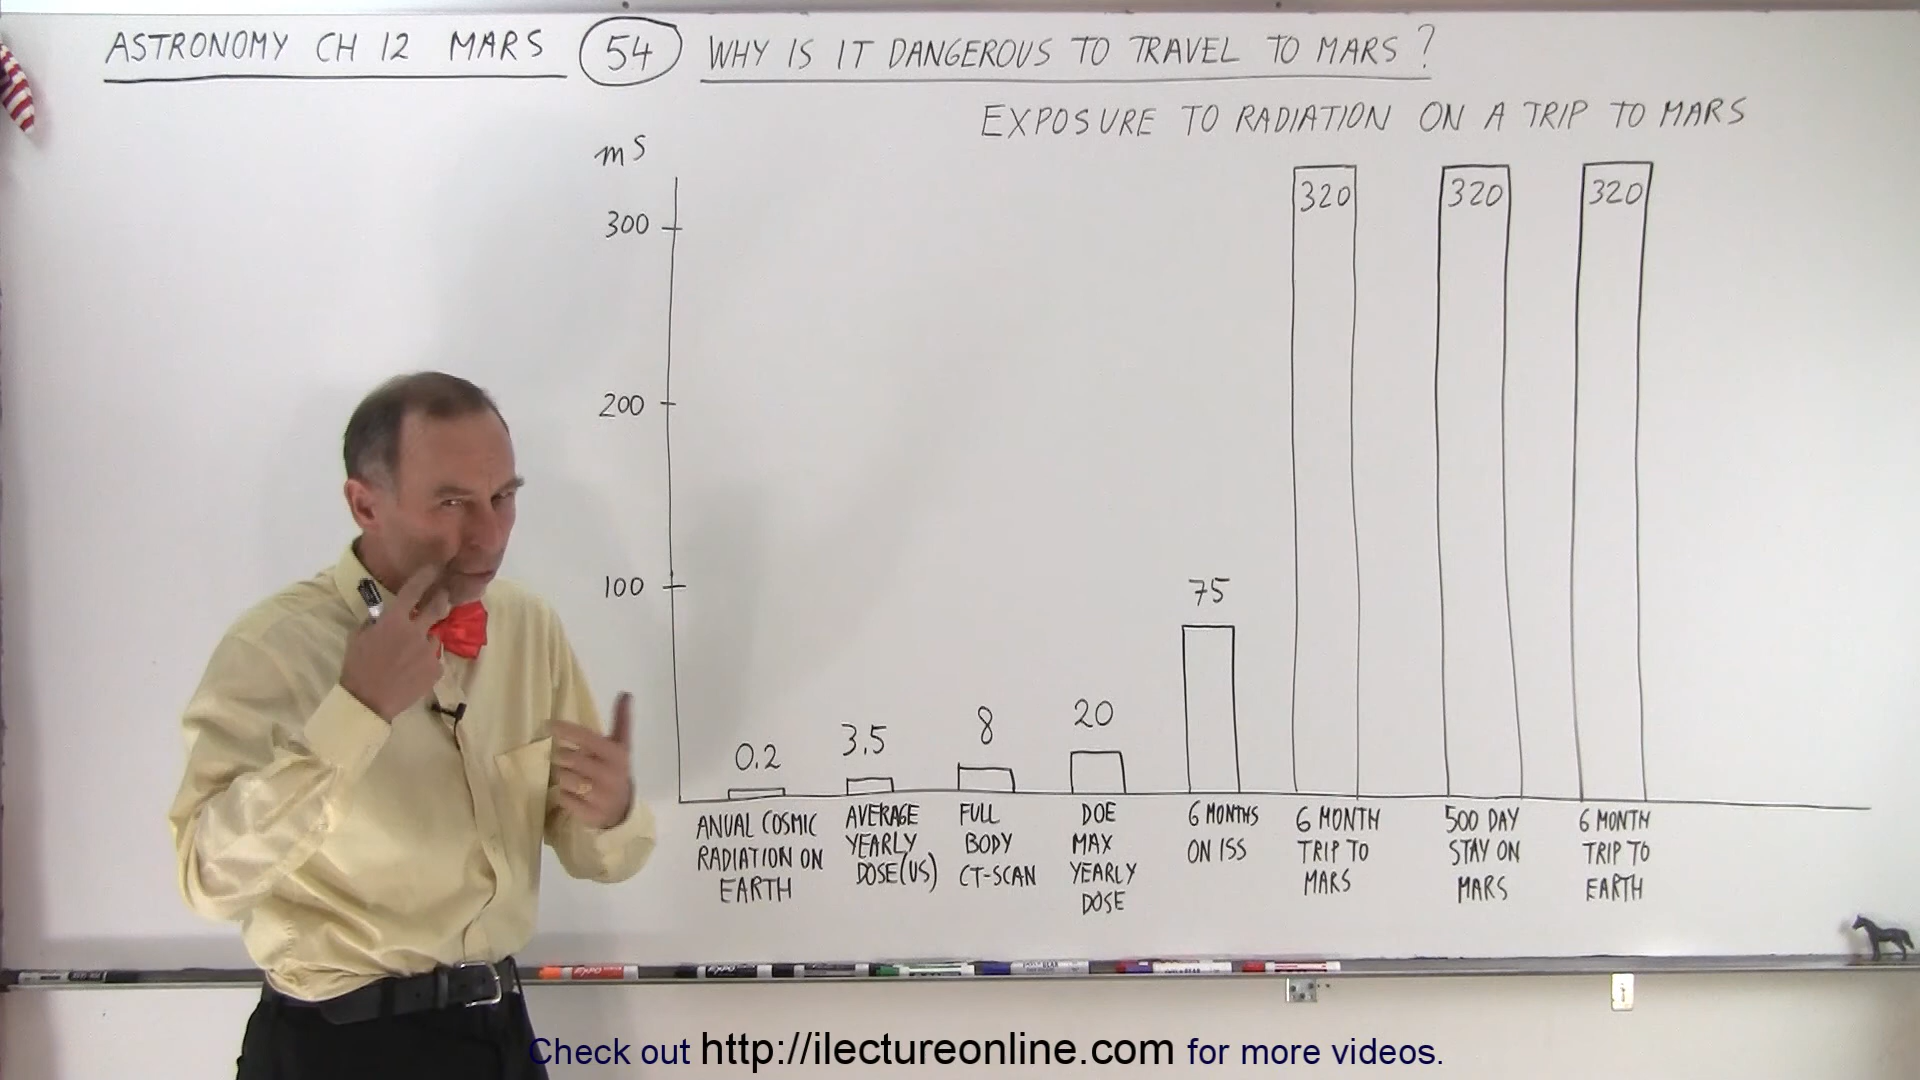 ASTRONOMY CH 12 MARS 54 WHY IS IT DANGEROUS TO TRAVEL TO MARS?
EXPOSURE TO RADIATION ON A TRIP TO MARS
mS
300
200
100
0.2
3.5
8
20
75
320
320
320
ANUAL COSMIC
RADIATION ON
EARTH
AVERAGE
YEARLY
DOSE(US)
FULL
BODY
CT-SCAN
DOE
MAX
YEARLY
DOSE
6 MONTHS
ON ISS
6 MONTH
TRIP TO
MARS
500 DAY
STAY ON
MARS
6 MONTH
TRIP TO
EARTH
Check out http://ilectureonline.com for more videos.